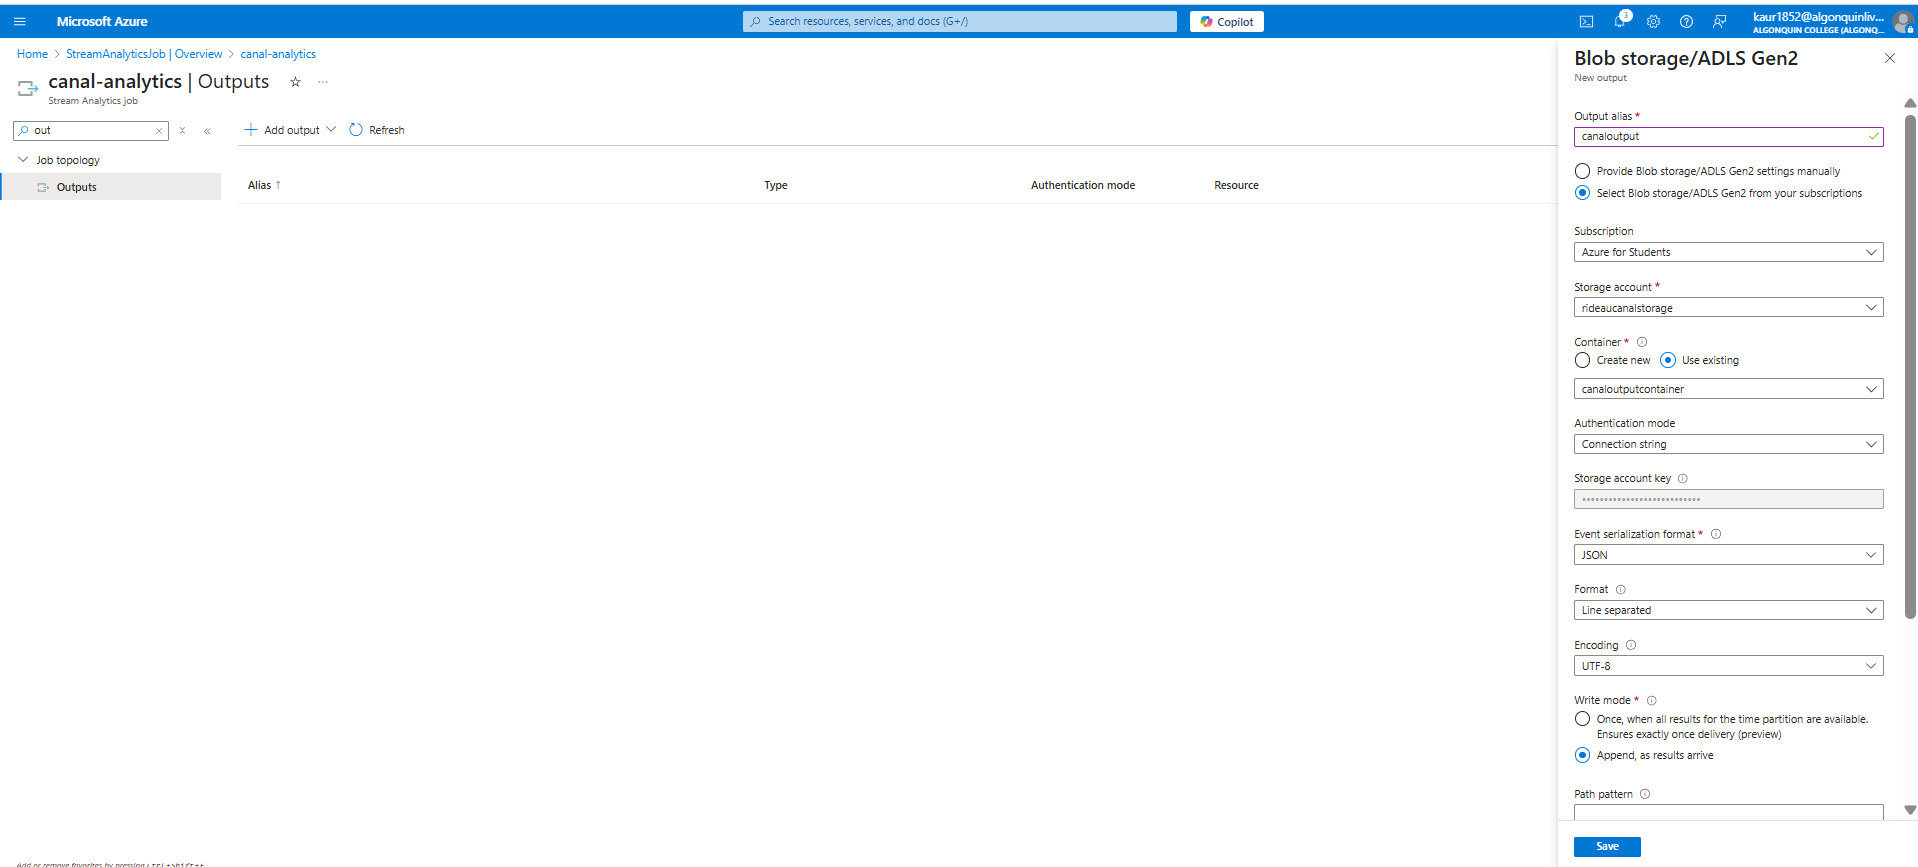 Microsoft Azure
Search resources, services, and docs (G+/)
Copilot
3
kaur1852@algonquinliv...
ALGONQUIN COLLEGE (ALGONQ...
Home > StreamAnalyticsJob | Overview > canal-analytics
canal-analytics | Outputs
Stream Analytics job
out
Add output
Refresh
Job topology
Outputs
Alias ↑
Type
Authentication mode
Resource
Blob storage/ADLS Gen2
New output
Output alias *
canaloutput
Provide Blob storage/ADLS Gen2 settings manually
Select Blob storage/ADLS Gen2 from your subscriptions
Subscription
Azure for Students
Storage account *
rideaucanalstorage
Container *
Create new
Use existing
canaloutputcontainer
Authentication mode
Connection string
Storage account key
Event serialization format *
JSON
Format
Line separated
Encoding
UTF-8
Write mode *
Once, when all results for the time partition are available.
Ensures exactly once delivery (preview)
Append, as results arrive
Path pattern
Save
Add or remove favorites by pressing Ctrl+Shift+F